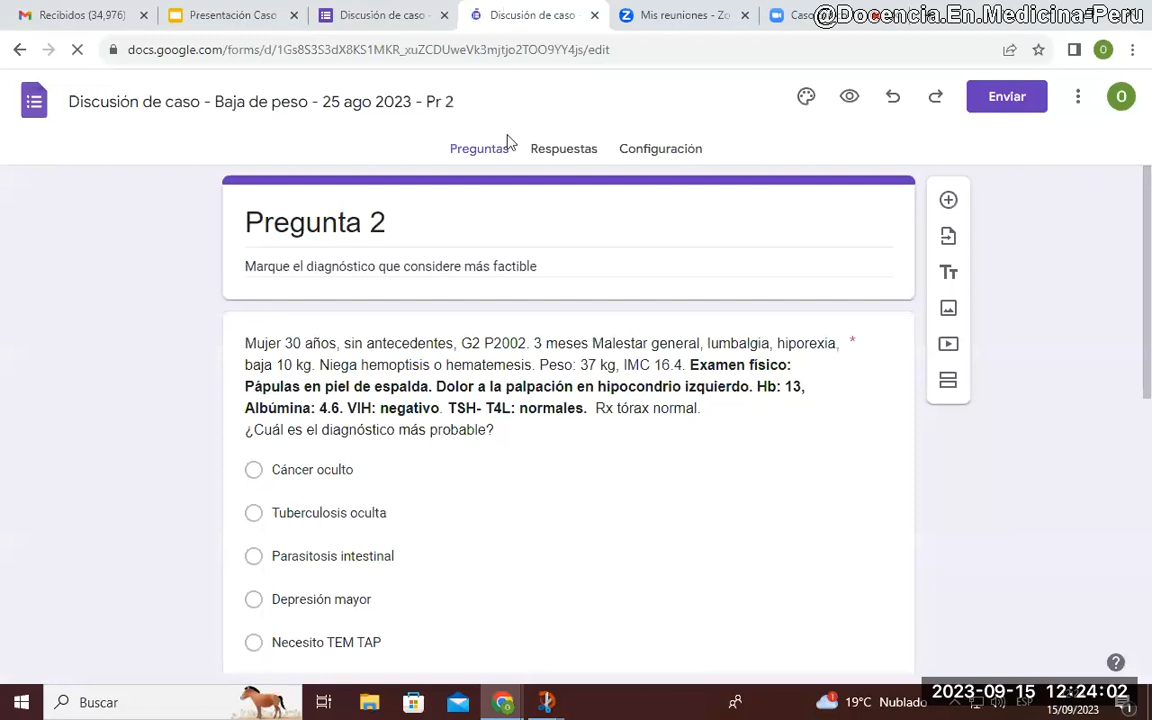 Recibidos (34,976)
Presentación Caso
Discusión de caso -
Discusión de caso -
Mis reuniones - Zo
Caso
@Docencia.En.Medicina-Peru
docs.google.com/forms/d/1Gs8S3S3dX8KS1MKR_xuZCDUweVk3mjtjo2TOO9YY4js/edit
O
Discusión de caso - Baja de peso - 25 ago 2023 - Pr 2
Enviar
O
Preguntas
Respuestas
Configuración
Pregunta 2
Marque el diagnóstico que considere más factible
Mujer 30 años, sin antecedentes, G2 P2002. 3 meses Malestar general, lumbalgia, hiporexia, *
baja 10 kg. Niega hemoptisis o hematemesis. Peso: 37 kg, IMC 16.4. Examen físico:
Pápulas en piel de espalda. Dolor a la palpación en hipocondrio izquierdo. Hb: 13,
Albúmina: 4.6. VIH: negativo. TSH- T4L: normales. Rx tórax normal.
¿Cuál es el diagnóstico más probable?
Cáncer oculto
Tuberculosis oculta
Parasitosis intestinal
Depresión mayor
Necesito TEM TAP
Buscar
19°C Nublado
ESP
2023-09-15 12:24:02
15/09/2023